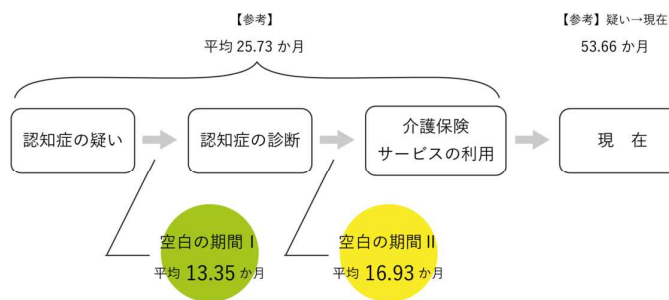 【参考】
平均 25.73 か月
【参考】疑い→現在
53.66 か月
認知症の疑い
認知症の診断
介護保険
サービスの利用
現 在
空白の期間 I
平均 13.35 か月
空白の期間 II
平均 16.93 か月